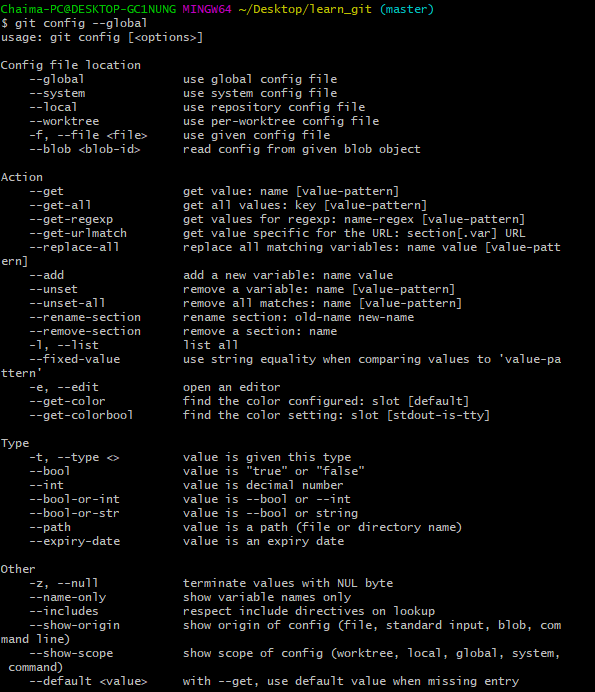 Chaima-PC@DESKTOP-GC1NUNG MINGW64 ~/Desktop/learn_git (master)
$ git config --global
usage: git config [<options>]

Config file location
    --global              use global config file
    --system              use system config file
    --local               use repository config file
    --worktree            use per-worktree config file
    -f, --file <file>     use given config file
    --blob <blob-id>      read config from given blob object

Action
    --get                 get value: name [value-pattern]
    --get-all             get all values: key [value-pattern]
    --get-regexp          get values for regexp: name-regex [value-pattern]
    --get-urlmatch        get value specific for the URL: section[.var] URL
    --replace-all         replace all matching variables: name value [value-patt
ern]
    --add                 add a new variable: name value
    --unset               remove a variable: name [value-pattern]
    --unset-all           remove all matches: name [value-pattern]
    --rename-section      rename section: old-name new-name
    --remove-section      remove a section: name
    -l, --list            list all
    --fixed-value         use string equality when comparing values to 'value-pa
ttern'
    -e, --edit            open an editor
    --get-color           find the color configured: slot [default]
    --get-colorbool       find the color setting: slot [stdout-is-tty]

Type
    -t, --type <>         value is given this type
    --bool                value is "true" or "false"
    --int                 value is decimal number
    --bool-or-int         value is --bool or --int
    --bool-or-str         value is --bool or string
    --path                value is a path (file or directory name)
    --expiry-date         value is an expiry date

Other
    -z, --null            terminate values with NUL byte
    --name-only           show variable names only
    --includes            respect include directives on lookup
    --show-origin         show origin of config (file, standard input, blob, com
mand line)
    --show-scope          show scope of config (worktree, local, global, system,
 command)
    --default <value>     with --get, use default value when missing entry